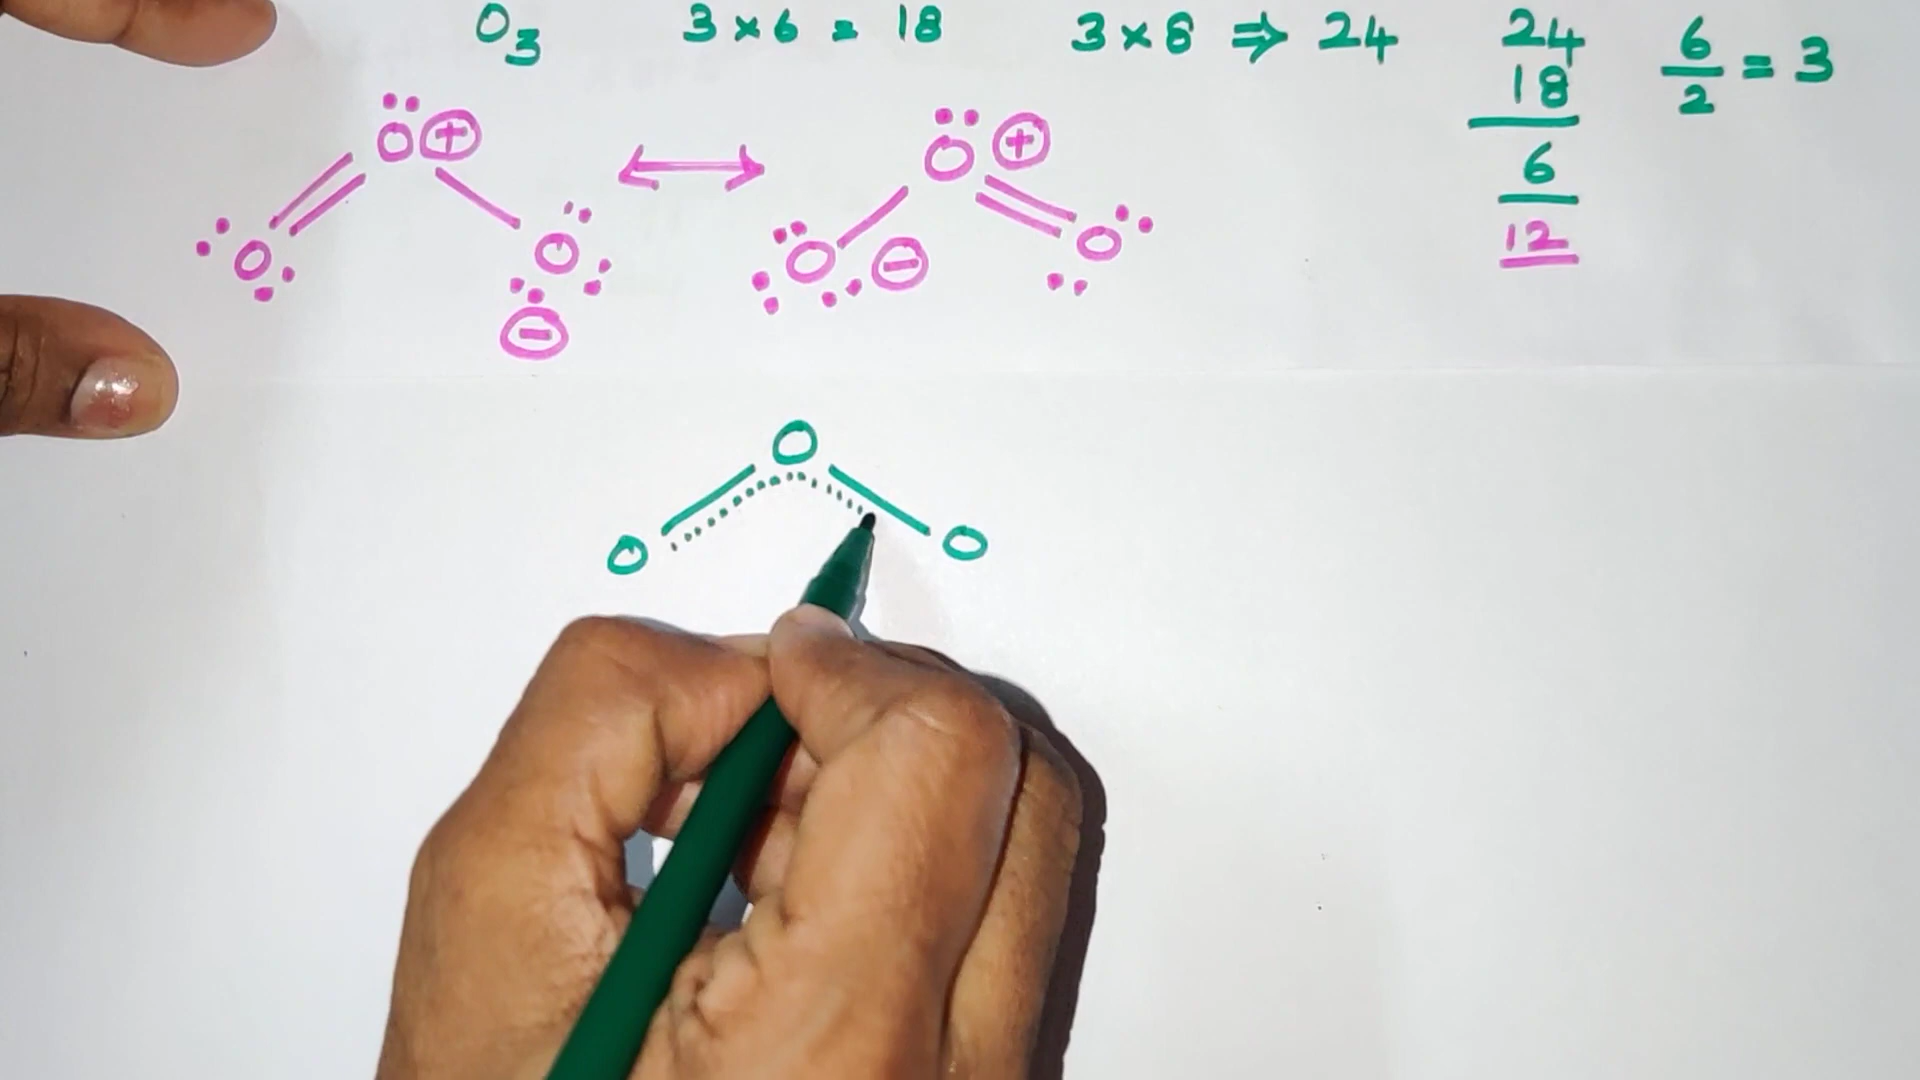 O3 3 × 6 = 18 3 × 8 ⇒ 24
24
18
6
12
6/2 = 3
O ⊕ ⟷ O ⊕
O O ⊖ O ⊖ O
O
O O